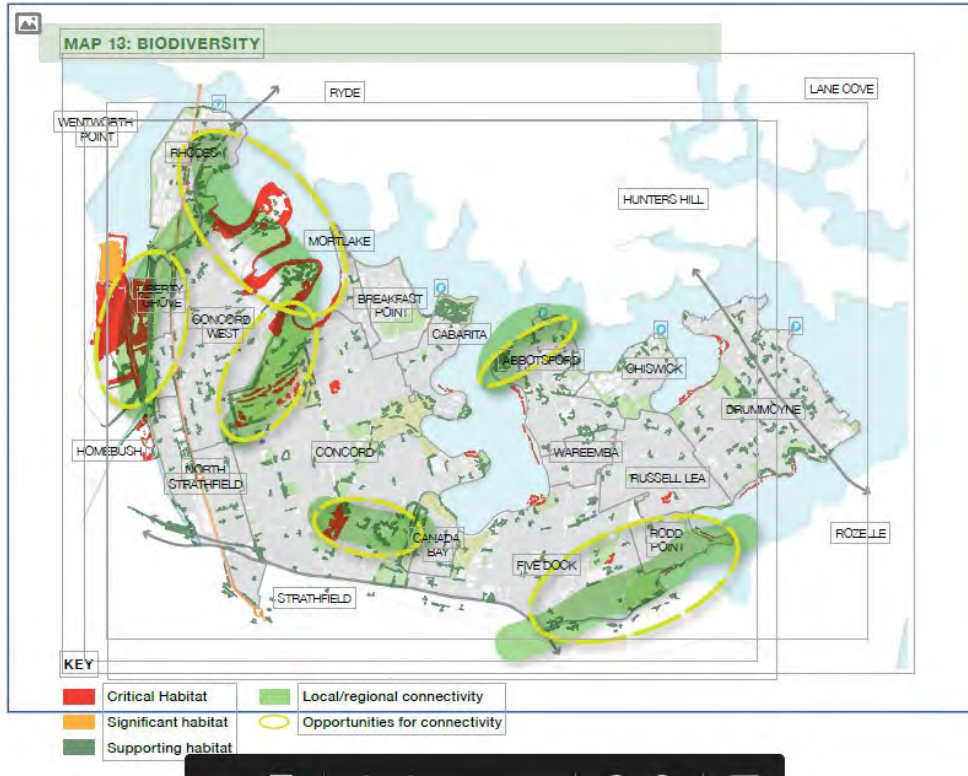 MAP 13: BIODIVERSITY
RYDE
LANE COVE
WENTWORTH
POINT
RHODES
HUNTERS HILL
MORTLAKE
LIBERTY
GROVE
BREAKFAST
POINT
CONCORD
WEST
CABARITA
ABBOTSFORD
CHISWICK
DRUMMOYNE
HOMEBUSH
CONCORD
WAREEMBA
NORTH
STRATHFIELD
RUSSELL LEA
CANADA
BAY
RODD
POINT
ROZELLE
FIVE DOCK
STRATHFIELD
KEY
Critical Habitat
Local/regional connectivity
Significant habitat
Opportunities for connectivity
Supporting habitat